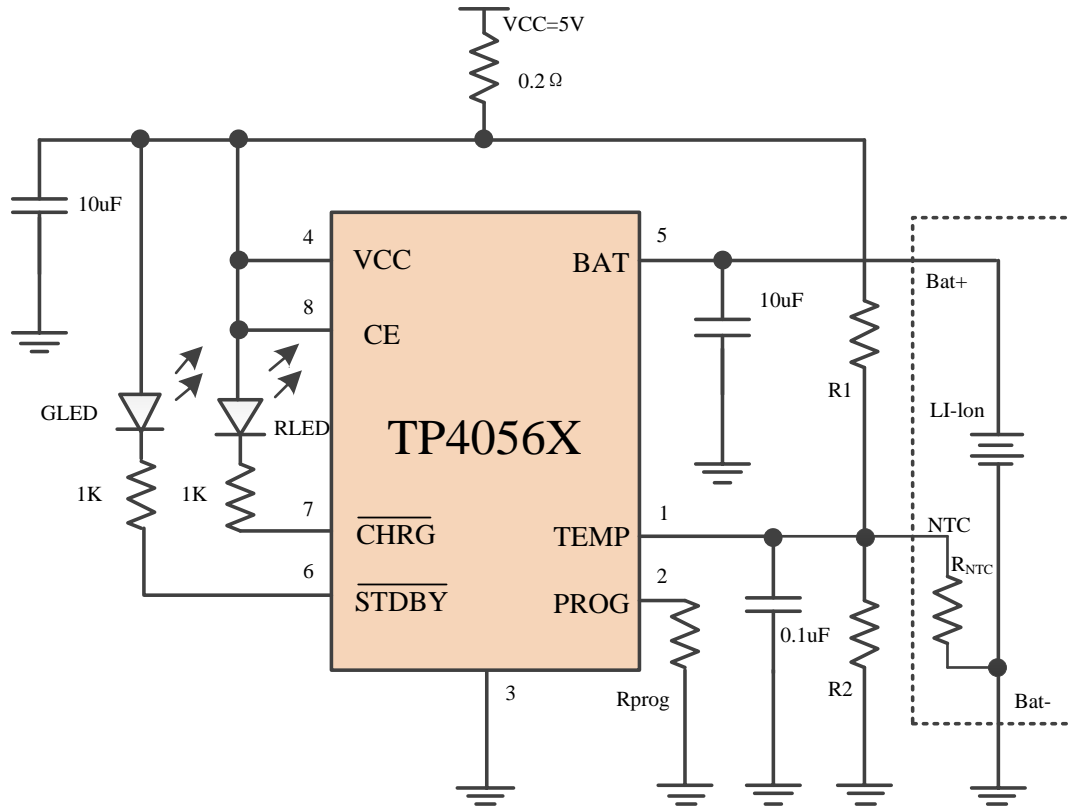 VCC=5V
0.2Ω
10uF
4
VCC
BAT
5
8
CE
10uF
Bat+
GLED
RLED
R1
LI-lon
TP4056X
1K
1K
7
CHRG
TEMP
1
NTC
6
STDBY
PROG
2
RNTC
0.1uF
3
Rprog
R2
Bat-